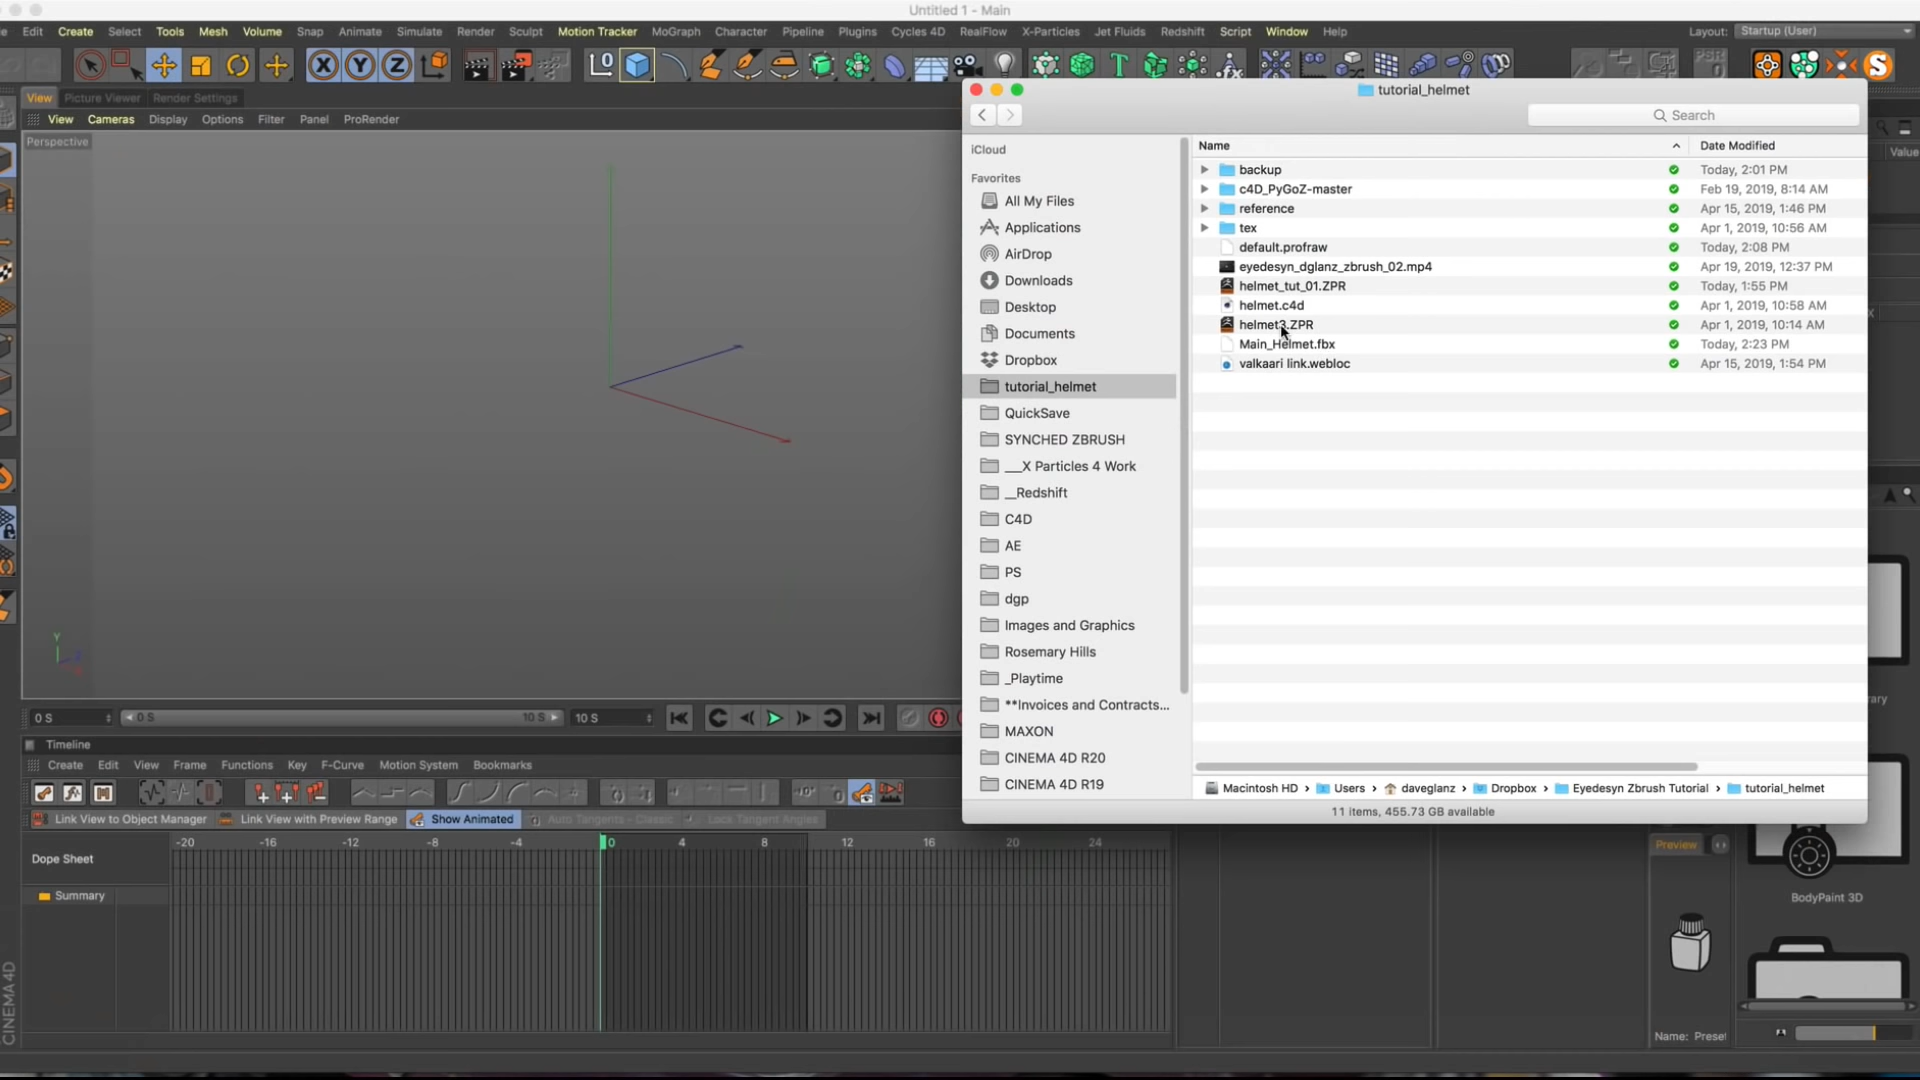 Untitled 1 - Main
Edit Create Select Tools Mesh Volume Snap Animate Simulate Render Sculpt Motion Tracker MoGraph Character Pipeline Plugins Cycles 4D RealFlow X-Particles Jet Fluids Redshift Script Window Help Layout: Startup (User)
PSR
0
View Picture Viewer Render Settings
View Cameras Display Options Filter Panel ProRender
Perspective
Y
tutorial_helmet
Search
iCloud
Favorites
All My Files
Applications
AirDrop
Downloads
Desktop
Documents
Dropbox
tutorial_helmet
QuickSave
SYNCHED ZBRUSH
___X Particles 4 Work
__Redshift
C4D
AE
PS
dgp
Images and Graphics
Rosemary Hills
_Playtime
**Invoices and Contracts...
MAXON
CINEMA 4D R20
CINEMA 4D R19
Name Date Modified
backup Today, 2:01 PM
c4D_PyGoZ-master Feb 19, 2019, 8:14 AM
reference Apr 15, 2019, 1:46 PM
tex Apr 1, 2019, 10:56 AM
default.profraw Today, 2:08 PM
eyedesyn_dglanz_zbrush_02.mp4 Apr 19, 2019, 12:37 PM
helmet_tut_01.ZPR Today, 1:55 PM
helmet.c4d Apr 1, 2019, 10:58 AM
helmet3.ZPR Apr 1, 2019, 10:14 AM
Main_Helmet.fbx Today, 2:23 PM
valkaari link.webloc Apr 15, 2019, 1:54 PM
Macintosh HD › Users › daveglanz › Dropbox › Eyedesyn Zbrush Tutorial › tutorial_helmet
11 items, 455.73 GB available
Value
0 S 0 S 10 S 10 S
Timeline
Create Edit View Frame Functions Key F-Curve Motion System Bookmarks
Link View to Object Manager Link View with Preview Range Show Animated Auto Tangents - Classic Lock Tangent Angles
-20 -16 -12 -8 -4 0 4 8 12 16 20 24
Dope Sheet
Summary
CINEMA 4D
Preview
BodyPaint 3D
Name: Preset